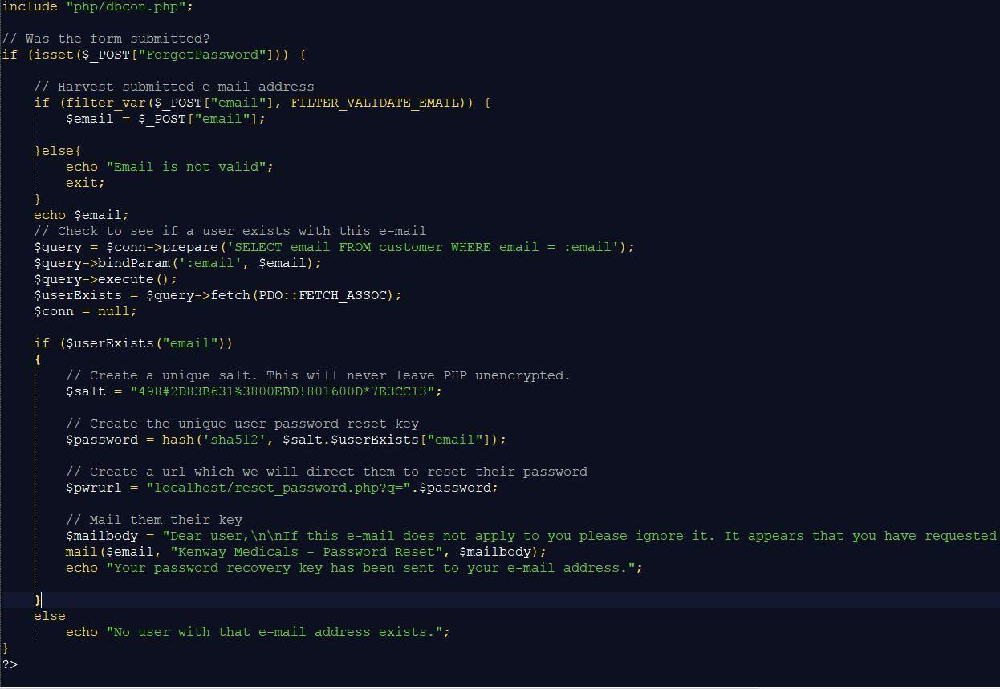 include "php/dbcon.php";
// Was the form submitted?
if (isset($_POST["ForgotPassword"])) {
// Harvest submitted e-mail address
if (filter_var($_POST["email"], FILTER_VALIDATE_EMAIL)) {
$email = $_POST["email"];
}else{
echo "Email is not valid";
exit;
}
echo $email;
// Check to see if a user exists with this e-mail
$query = $conn->prepare('SELECT email FROM customer WHERE email = :email');
$query->bindParam(':email', $email);
$query->execute();
$userExists = $query->fetch(PDO::FETCH_ASSOC);
$conn = null;
if ($userExists("email"))
{
// Create a unique salt. This will never leave PHP unencrypted.
$salt = "498#2D83B631%3800EBD!801600D*7E3CC13";
// Create the unique user password reset key
$password = hash('sha512', $salt.$userExists["email"]);
// Create a url which we will direct them to reset their password
$pwrurl = "localhost/reset_password.php?q=".$password;
// Mail them their key
$mailbody = "Dear user,\n\nIf this e-mail does not apply to you please ignore it. It appears that you have requested
mail($email, "Kenway Medicals - Password Reset", $mailbody);
echo "Your password recovery key has been sent to your e-mail address.";
}
else
echo "No user with that e-mail address exists.";
}
?>